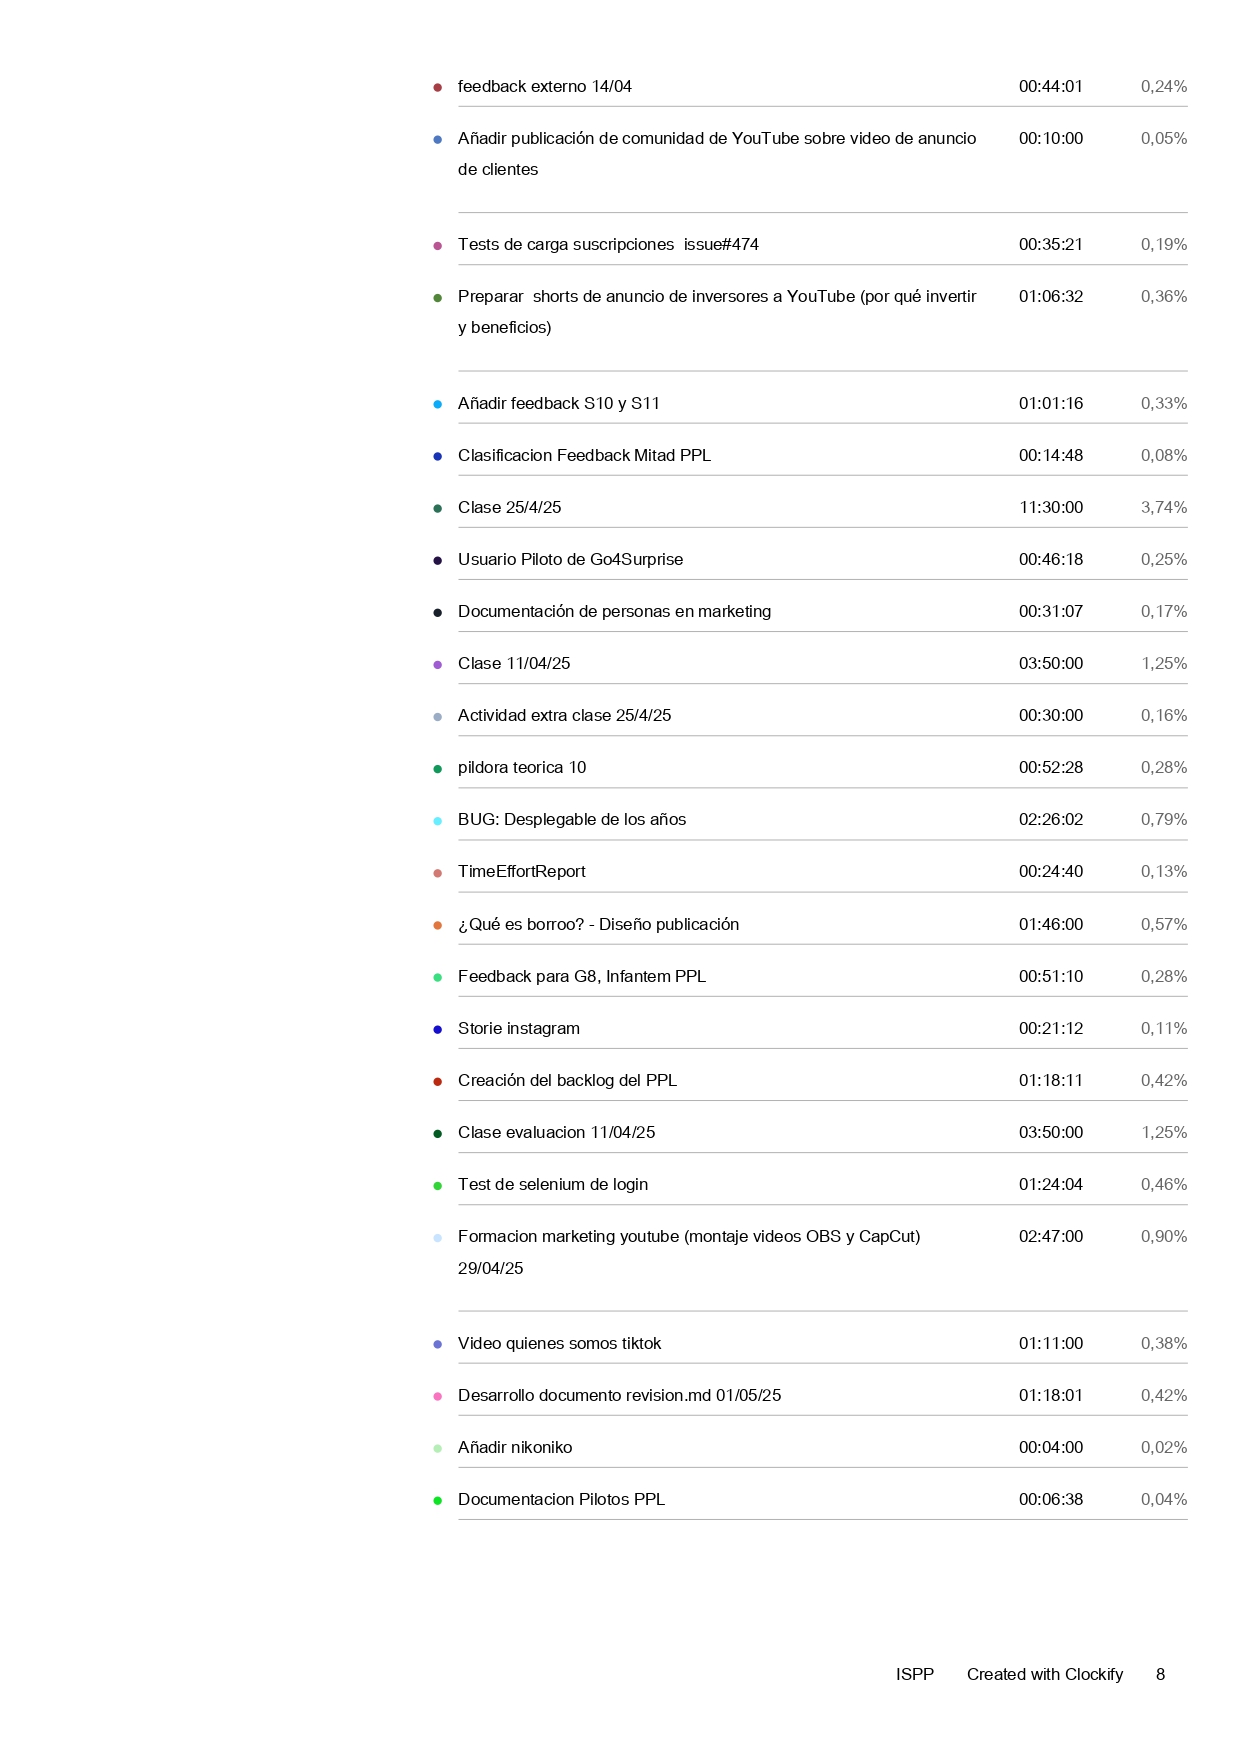 feedback externo 14/04 00:44:01 0,24%
Añadir publicación de comunidad de YouTube sobre video de anuncio 00:10:00 0,05%
de clientes
Tests de carga suscripciones  issue#474 00:35:21 0,19%
Preparar  shorts de anuncio de inversores a YouTube (por qué invertir 01:06:32 0,36%
y beneficios)
Añadir feedback S10 y S11 01:01:16 0,33%
Clasificacion Feedback Mitad PPL 00:14:48 0,08%
Clase 25/4/25 11:30:00 3,74%
Usuario Piloto de Go4Surprise 00:46:18 0,25%
Documentación de personas en marketing 00:31:07 0,17%
Clase 11/04/25 03:50:00 1,25%
Actividad extra clase 25/4/25 00:30:00 0,16%
pildora teorica 10 00:52:28 0,28%
BUG: Desplegable de los años 02:26:02 0,79%
TimeEffortReport 00:24:40 0,13%
¿Qué es borroo? - Diseño publicación 01:46:00 0,57%
Feedback para G8, Infantem PPL 00:51:10 0,28%
Storie instagram 00:21:12 0,11%
Creación del backlog del PPL 01:18:11 0,42%
Clase evaluacion 11/04/25 03:50:00 1,25%
Test de selenium de login 01:24:04 0,46%
Formacion marketing youtube (montaje videos OBS y CapCut) 02:47:00 0,90%
29/04/25
Video quienes somos tiktok 01:11:00 0,38%
Desarrollo documento revision.md 01/05/25 01:18:01 0,42%
Añadir nikoniko 00:04:00 0,02%
Documentacion Pilotos PPL 00:06:38 0,04%
ISPP Created with Clockify 8